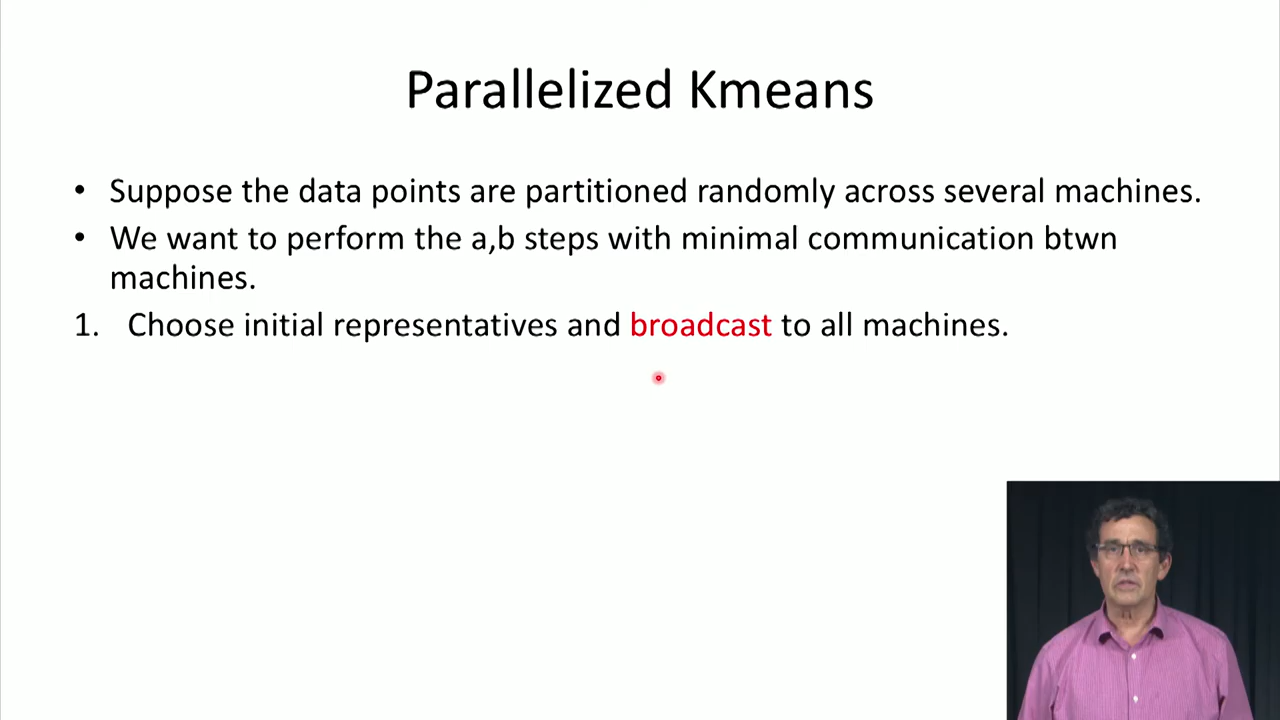 Parallelized Kmeans
• Suppose the data points are partitioned randomly across several machines.
• We want to perform the a,b steps with minimal communication btwn
machines.
1. Choose initial representatives and broadcast to all machines.